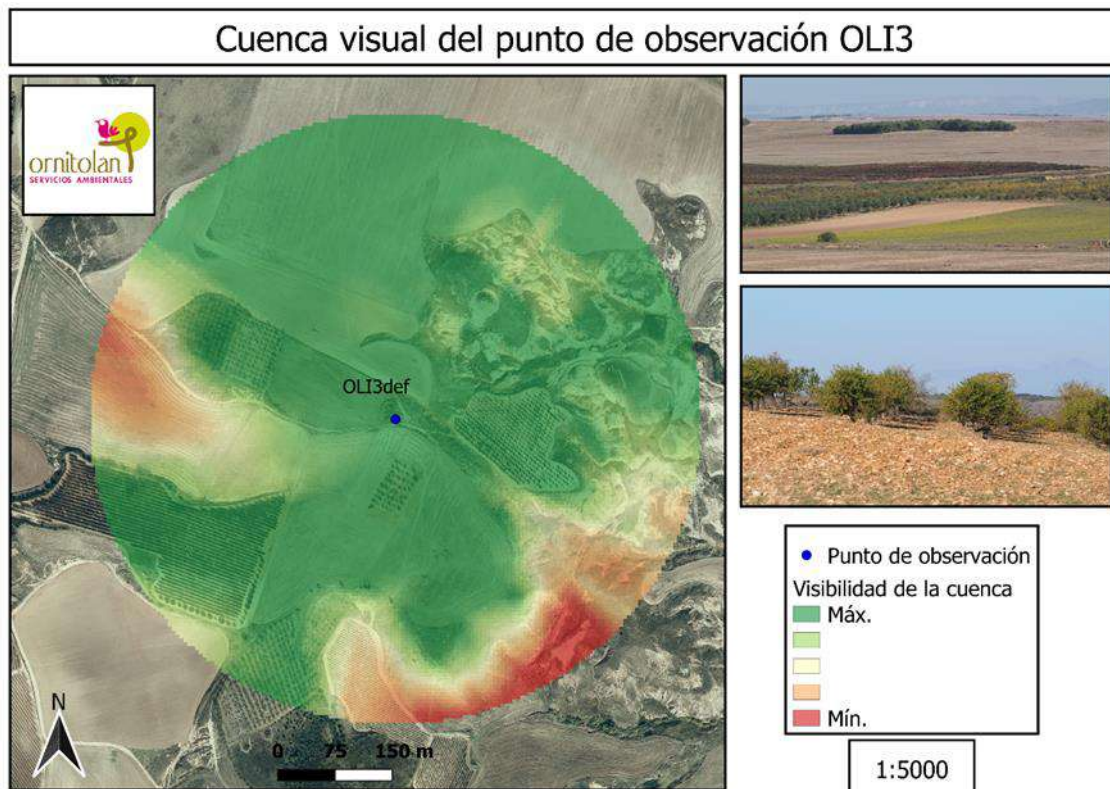 Cuenca visual del punto de observación OLI3
ornitolan
SERVICIOS AMBIENTALES
OLI3def
N
0 75 150 m
Punto de observación
Visibilidad de la cuenca
Máx.
Mín.
1:5000